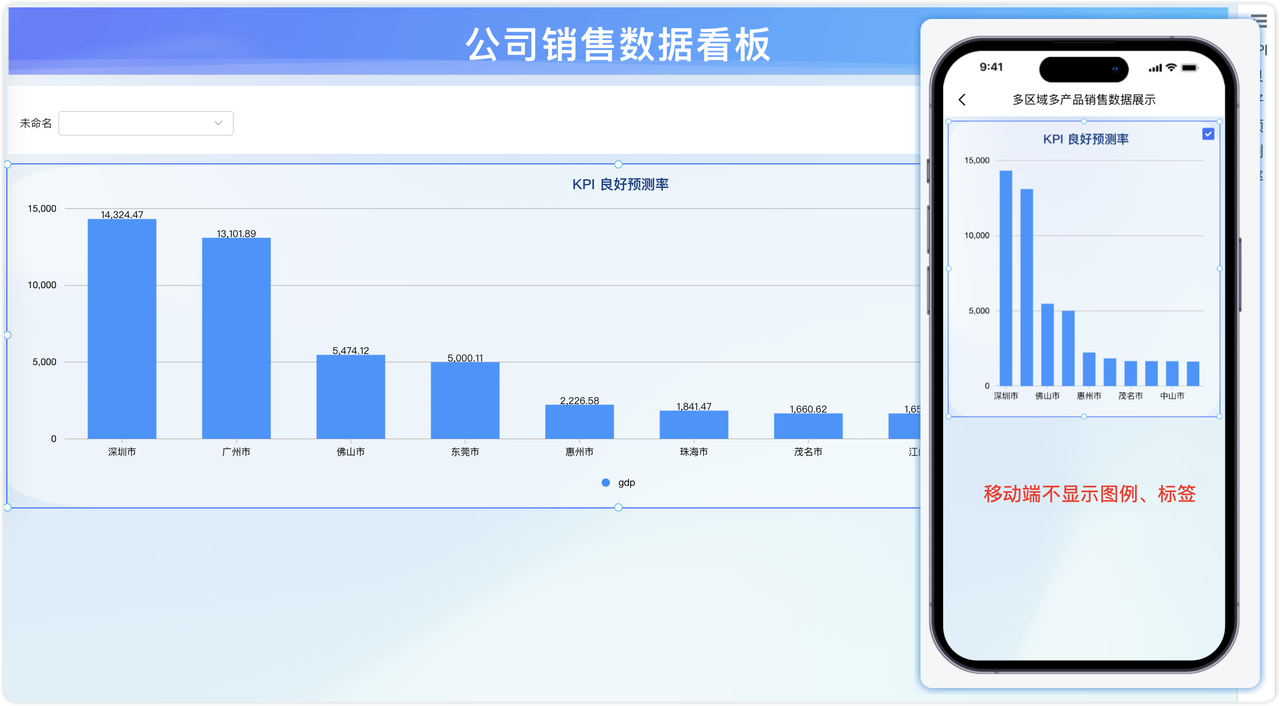 公司销售数据看板
未命名
KPI 良好预测率
15,000
10,000
5,000
0
14,324.47
13,101.89
5,474.12
5,000.11
2,226.58
1,841.47
1,660.62
深圳市
广州市
佛山市
东莞市
惠州市
珠海市
茂名市
gdp
9:41
多区域多产品销售数据展示
KPI 良好预测率
15,000
10,000
5,000
0
深圳市
佛山市
惠州市
茂名市
中山市
移动端不显示图例、标签